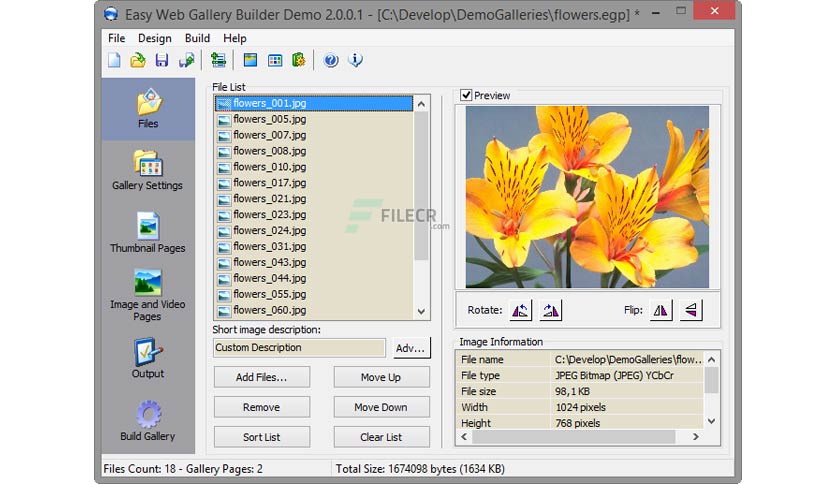 Easy Web Gallery Builder Demo 2.0.0.1 - [C:\Develop\DemoGalleries\flowers.egp] *
File Design Build Help
Files
Gallery Settings
Thumbnail Pages
Image and Video
Pages
Output
Build Gallery
File List
flowers_001.jpg
flowers_005.jpg
flowers_007.jpg
flowers_008.jpg
flowers_010.jpg
flowers_017.jpg
flowers_021.jpg
flowers_023.jpg
flowers_024.jpg
flowers_031.jpg
flowers_043.jpg
flowers_044.jpg
flowers_055.jpg
flowers_060.jpg
FILECR
.com
Short image description:
Custom Description
Adv...
Add Files... Move Up
Remove Move Down
Sort List Clear List
Preview
Rotate: Flip:
Image Information
File name C:\Develop\DemoGalleries\flow...
File type JPEG Bitmap (JPEG) YCbCr
File size 98,1 KB
Width 1024 pixels
Height 768 pixels
Files Count: 18 - Gallery Pages: 2 Total Size: 1674098 bytes (1634 KB)